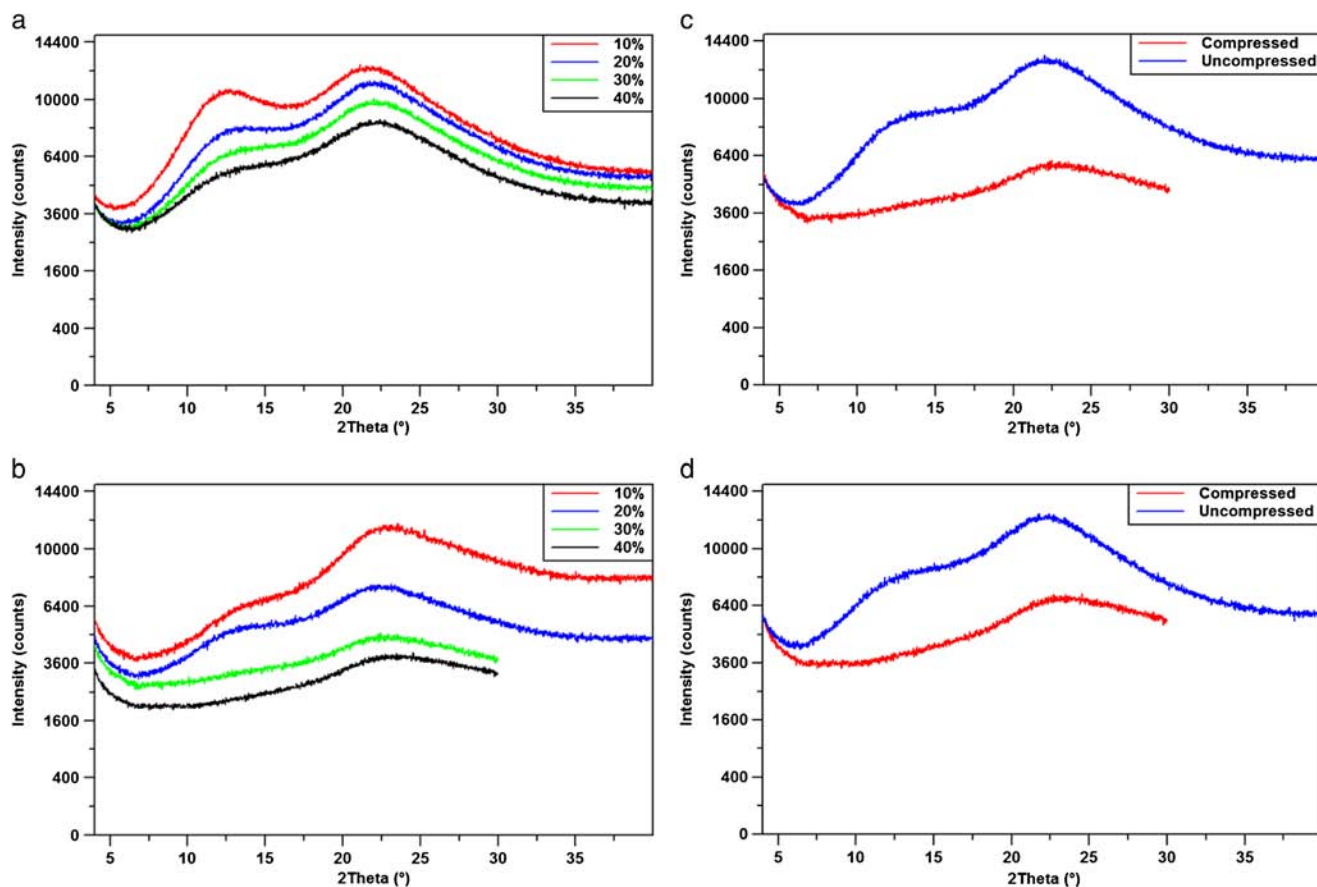 a
14400
10000
6400
3600
1600
400
0
Intensity (counts)
5 10 15 20 25 30 35
2Theta (°)
10%
20%
30%
40%
c
14400
10000
6400
3600
1600
400
0
Intensity (counts)
5 10 15 20 25 30 35
2Theta (°)
Compressed
Uncompressed
b
14400
10000
6400
3600
1600
400
0
Intensity (counts)
5 10 15 20 25 30 35
2Theta (°)
10%
20%
30%
40%
d
14400
10000
6400
3600
1600
400
0
Intensity (counts)
5 10 15 20 25 30 35
2Theta (°)
Compressed
Uncompressed